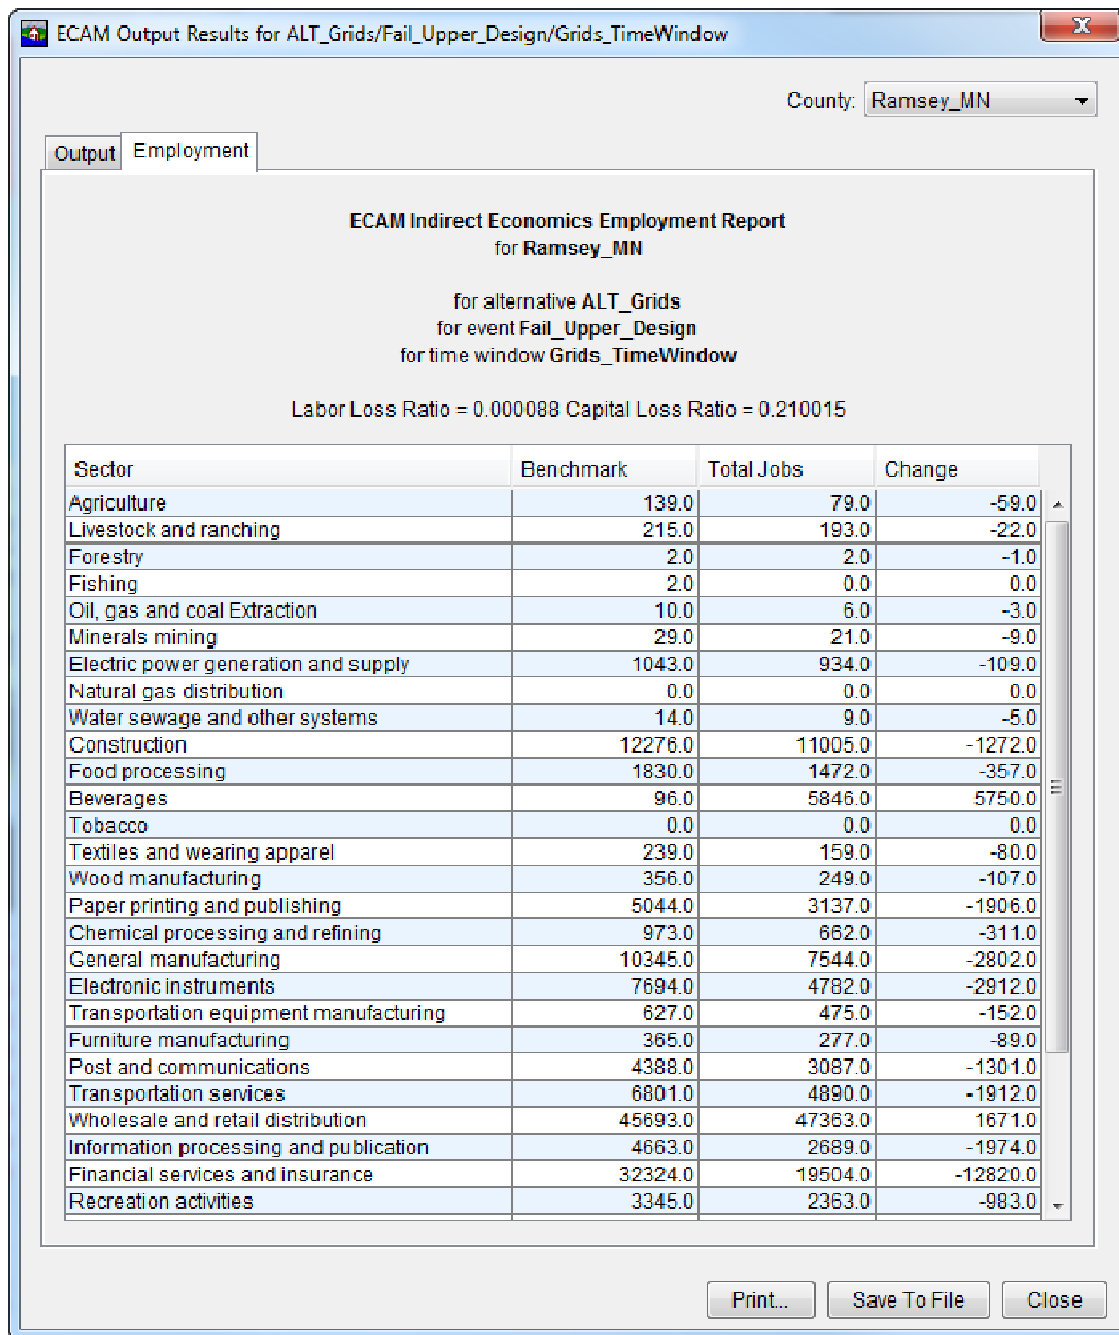 ECAM Output Results for ALT_Grids/Fail_Upper_Design/Grids_TimeWindow
X
County: Ramsey_MN
Output Employment
ECAM Indirect Economics Employment Report
for Ramsey_MN
for alternative ALT_Grids
for event Fail_Upper_Design
for time window Grids_TimeWindow
Labor Loss Ratio = 0.000088 Capital Loss Ratio = 0.210015
Sector Benchmark Total Jobs Change
Agriculture 139.0 79.0 -59.0
Livestock and ranching 215.0 193.0 -22.0
Forestry 2.0 2.0 -1.0
Fishing 2.0 0.0 0.0
Oil, gas and coal Extraction 10.0 6.0 -3.0
Minerals mining 29.0 21.0 -9.0
Electric power generation and supply 1043.0 934.0 -109.0
Natural gas distribution 0.0 0.0 0.0
Water sewage and other systems 14.0 9.0 -5.0
Construction 12276.0 11005.0 -1272.0
Food processing 1830.0 1472.0 -357.0
Beverages 96.0 5846.0 5750.0
Tobacco 0.0 0.0 0.0
Textiles and wearing apparel 239.0 159.0 -80.0
Wood manufacturing 356.0 249.0 -107.0
Paper printing and publishing 5044.0 3137.0 -1906.0
Chemical processing and refining 973.0 662.0 -311.0
General manufacturing 10345.0 7544.0 -2802.0
Electronic instruments 7694.0 4782.0 -2912.0
Transportation equipment manufacturing 627.0 475.0 -152.0
Furniture manufacturing 365.0 277.0 -89.0
Post and communications 4388.0 3087.0 -1301.0
Transportation services 6801.0 4890.0 -1912.0
Wholesale and retail distribution 45693.0 47363.0 1671.0
Information processing and publication 4663.0 2689.0 -1974.0
Financial services and insurance 32324.0 19504.0 -12820.0
Recreation activities 3345.0 2363.0 -983.0
Print... Save To File Close